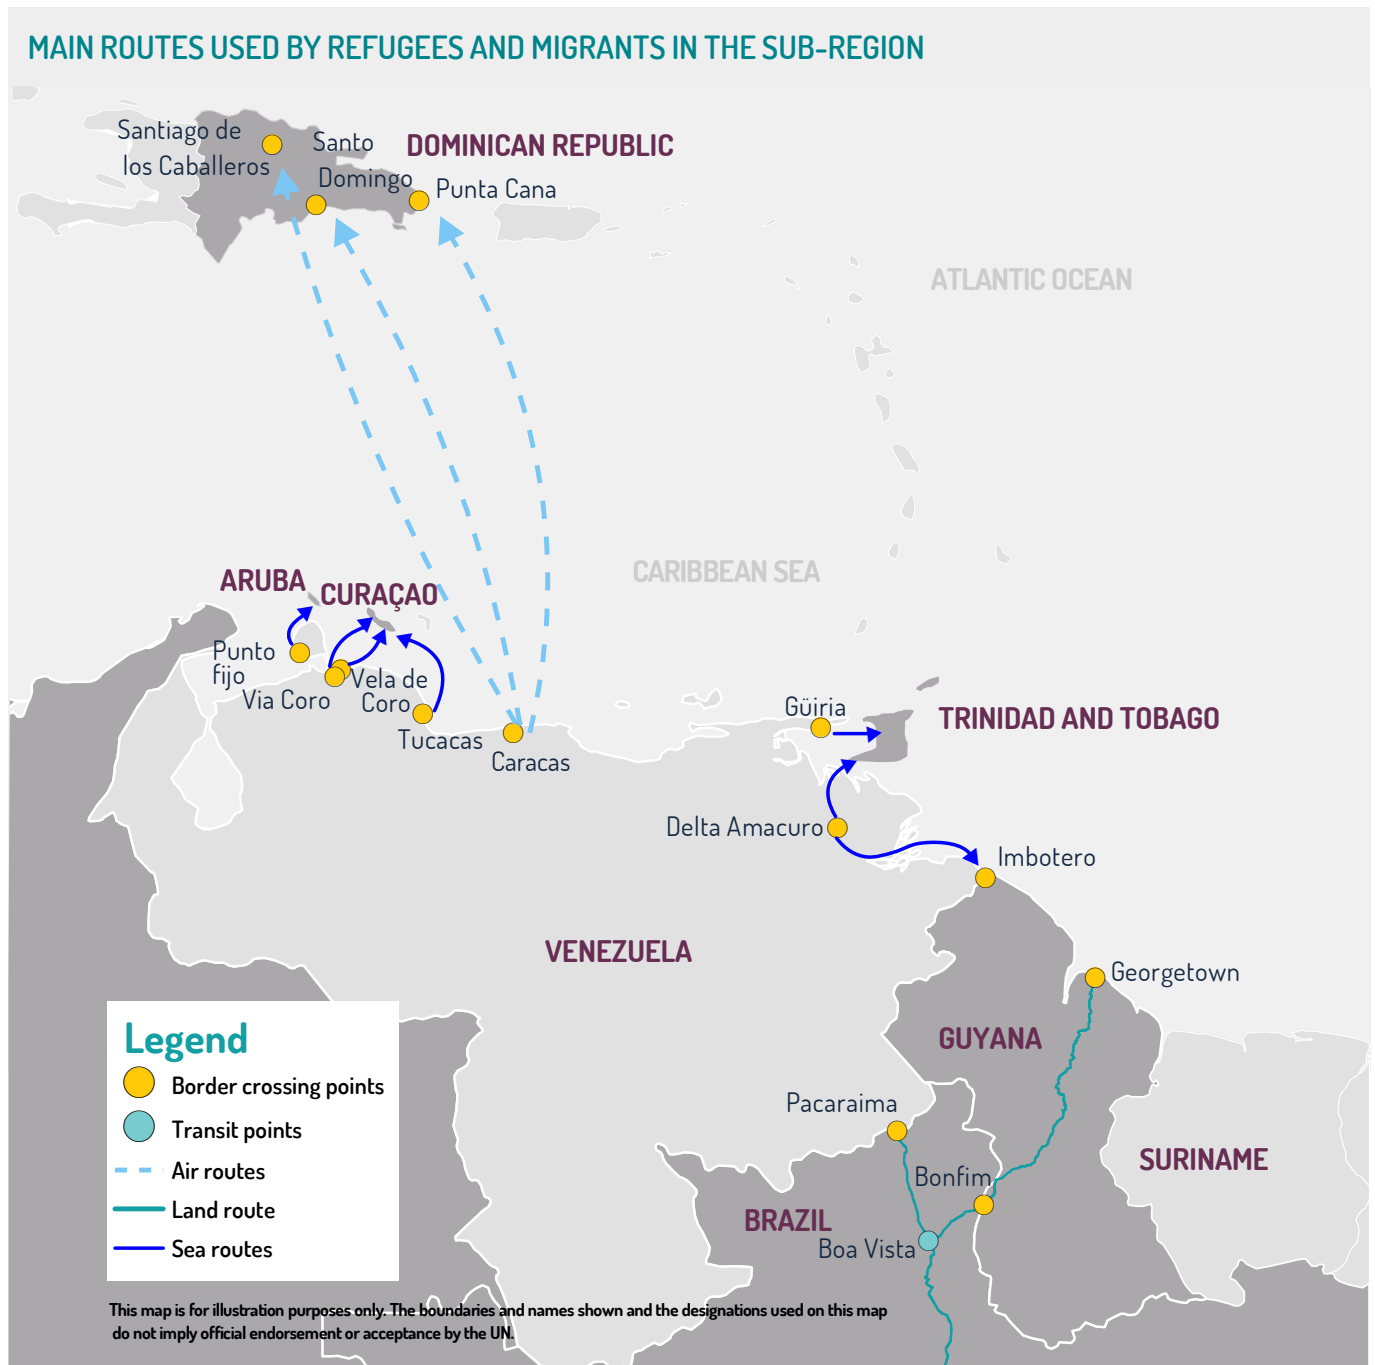 MAIN ROUTES USED BY REFUGEES AND MIGRANTS IN THE SUB-REGION
Santiago de
los Caballeros
Santo
Domingo
DOMINICAN REPUBLIC
Punta Cana
ATLANTIC OCEAN
CARIBBEAN SEA
ARUBA
CURAÇAO
Punto
fijo
Via Coro
Vela de
Coro
Tucacas
Caracas
Güiria
TRINIDAD AND TOBAGO
Delta Amacuro
Imbotero
VENEZUELA
Georgetown
GUYANA
Pacaraima
Bonfim
SURINAME
BRAZIL
Boa Vista
Legend
Border crossing points
Transit points
Air routes
Land route
Sea routes
This map is for illustration purposes only. The boundaries and names shown and the designations used on this map
do not imply official endorsement or acceptance by the UN.